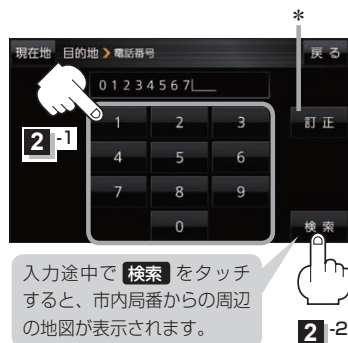 *
現在地 目的地 > 電話番号 戻る
01234567_
2-1
1 2 3 訂正
4 5 6
7 8 9
0 検索
入力途中で 検索 をタッチ
すると、市内局番からの周辺
の地図が表示されます。
2-2